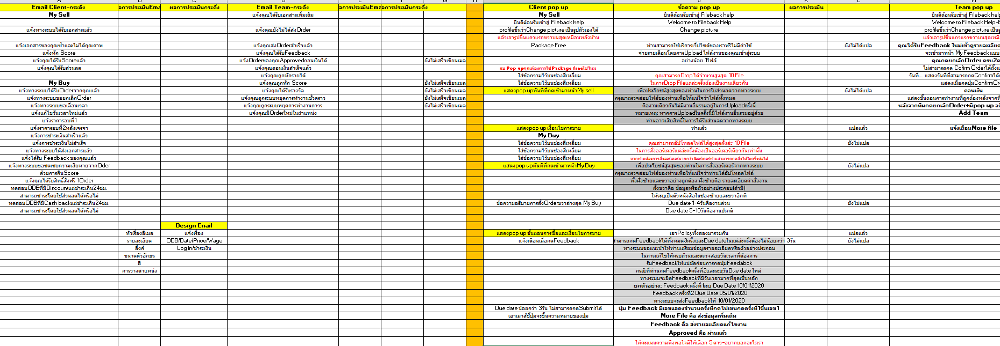 Email Client-กระดิ่ง ผลการประเมินกระดิ่ง Email Team-กระดิ่ง Client pop up ข้อความ pop up ผลการประเมิน Team pop up
My Sell แจ้งคุณได้รับเอกสารเพิ่มเติม My Sell ยินดีต้อนรับเข้าสู่ Fileback help
ยินดีต้อนรับเข้าสู่ Fileback help Welcome to Fileback Help
แจ้งทางระบบได้รับเอกสารแล้ว แจ้งคุณยังไม่ได้ส่งOrder profileขึ้นว่าChange picture เป็นรูปตัวเองได้ Change picture
แล้วเอารูปขึ้นแถวแรกขวาบนสุดเหมือนหลังบ้าน
แจ้งเอกสารของคุณซ้ำและไม่ได้คุณภาพ แจ้งคุณส่งOrderสำเร็จแล้ว Package Free ท่านสามารถใช้บริการเว็ปไซต์ของเราฟรีไม่มีค่าใช้ ยังไม่ได้แปล คุณได้รับFeedback ใหม่เข้าดูรายละเอียด
แจ้งหัก Score แจ้งคุณได้รับFeedback จ่ายรายเดือนโดยการUpload ไฟล์งานของคุณเข้าสู่ระบบ จะเข้ามาหน้า My Feedback แบบ
แจ้งคุณได้รับScoreแล้ว แจ้งOrderของคุณApprovedถอนเงินได้ ยังไม่เสร็จเขียนเมล อย่างน้อย 1ไฟล์ คุณกดยกเลิกOrder ครบ2ค
แจ้งคุณได้รับส่วนลด แจ้งคุณถอนเงินสำเร็จแล้ว ลบ Pop upคุณต้องการใช้Package freeใช่ไหม ไม่สามารถกด Cofirm Orderได้ตั้งแ
แจ้งคุณถูกหักรายได้ ใส่ข้อความไว้บนช่องสี่เหลี่ยม คุณสามารถDrop ได้จำนวนสูงสุด 10 File วันที่.... แสดงวันที่ที่สามารถกดConfirmได้
My Buy แจ้งคุณถูกหัก Score ยังไม่เสร็จเขียนเมล ใส่ข้อความไว้บนช่องสี่เหลี่ยม ในการDrop Fileแต่ละครั้งต้องเป็นงานเดียวกัน แสดงเมื่อกดปุ่มConfirmOr
แจ้งทางระบบได้รับOrderจากคุณแล้ว แจ้งคุณได้รับรางวัล ยังไม่เสร็จเขียนเมล แสดงpop upทันทีที่กดเข้ามาหน้าMy sell เพื่อประโยชน์สูงสุดของท่านในการรับส่วนลดจากทางระบบ ยังไม่ได้แปล ถอนเงิน
แจ้งทางระบบขอยกเลิกOrder แจ้งคุณถูกระบบหยุดการทำงานชั่วคราว ยังไม่เสร็จเขียนเมล กรุณาตรวจสอบไฟล์ของท่านเพื่อให้แน่ใจว่าไฟล์ทั้งหมด แสดงขั้นตอนการทำงานที่ถูกต้องหลังจากที่
แจ้งทางระบบขอเลื่อนเวลา แจ้งคุณถูกระบบหยุดการทำงานถาวร ยังไม่เสร็จเขียนเมล คืองานเดียวกันไม่มีงานอื่นรวมอยู่ในการUploadครั้งนี้ หลังจากทีมกดยกเลิกOrder+มีpop up
แจ้งแก้ไขวันเวลาใหม่แล้ว แจ้งคุณมีOrderใหม่ในตำแหน่ง หมายเหตุ: หากการUploadในครั้งนี้มีไฟล์งานอื่นรวมอยู่ด้วย Add Team
แจ้งราคารอบที่1 ท่านอาจเสียสิทธิ์ในการได้รับส่วนลดจากทางระบบ
แจ้งราคารอบที่2หลังเจรจา แสดงpop up เงื่อนไขการขาย ทำแล้ว แปลแล้ว แจ้งเตือนMore file
แจ้งการชำระเงินสำเร็จแล้ว My Buy
แจ้งการชำระเงินไม่สำเร็จ ใส่ข้อความไว้บนช่องสี่เหลี่ยม คุณสามารถอัปโหลดไฟล์ได้สูงสุดฝั่งละ 10 File ยังไม่แปล
แจ้งทางระบบได้ส่งเอกสารแล้ว ใส่ข้อความไว้บนช่องสี่เหลี่ยม ในการสั่งออร์เดอร์แต่ละครั้งต้องเป็นออร์เดอร์เดียวกันเท่านั้น
แจ้งได้รับ Feedback ของคุณแล้ว ใส่ข้อความไว้บนช่องสี่เหลี่ยม หากท่านต้องการสั่งออร์เดอร์มากกว่า 1ออร์เดอร์ท่านสามารถกดสั่งได้ในครั้งต่อไป
แจ้งทางระบบขอชดเชยความเสียหายจากOder แสดงpop upทันทีที่กดเข้ามาหน้าMy Buy เพื่อประโยชน์สูงสุดของท่านในการสั่งออร์เดอร์จากทางระบบ ยังไม่แปล
ด้วยการคืนScore กรุณาตรวจสอบไฟล์ของท่านเพื่อให้แน่ใจว่าท่านได้อัปโหลดไฟล์
แจ้งคุณได้รับสิทธิ์สั่งฟรี 1Order ทั้งฝั่งซ้ายและขวาอย่างถูกต้อง ฝั่งซ้ายคือ รายละเอียดคำสั่งงาน
ทดสอบODBที่มีDiscountแต่ชำระเกิน24ชม. ฝั่งขวาคือ ข้อมูลหรือตัวอย่างประกอบ(ถ้ามี)
สามารถชำระโดยใช้ส่วนลดได้หรือไม่ ให้ระบุเป็นตัวหนังสือในช่องซ้ายและขวาอีกที
ทดสอบODBที่มีCash backแต่ชำระเกิน24ชม. ข้อความอธิบายการสั่งOrderขวาล่างสุด My Buy Due date 1-4วันคืองานด่วน ยังไม่แปล
สามารถชำระโดยใช้ส่วนลดได้หรือไม่ Due date 5-10วันคืองานปรกติ
Design Enail
หัวเรื่องอีเมล แจ้งเรื่อง แสดงpop up ขั้นตอนการซื้อและเงื่อนไขการขาย เอาPolicyทั้งสองมารวมกัน แปลแล้ว
รายละเอียด ODB/Date/Price/Wage แจ้งเตือนเมื่อกดFeedback สามารถกดFeedbackได้ทั้งหมด3ครั้งและDue dateในแต่ละครั้งต้องไม่น้อยกว่า 3วัน ยังไม่แปล
ลิ้งค์ Login/ชำระเงิน ทางระบบขอแนะนำให้ท่านเตรียมข้อมูลรายละเอียดหรือตัวอย่างประกอบ
ขนาดตัวอักษร ในการแก้ไขให้ครบถ้วนและตรวจสอบวันเวลาที่ต้องการ
สี รับFeedbackให้แน่ชัดก่อนการกดปุ่มFeedabck
การวางตำแหน่ง กรณีที่ท่านกดFeedbackครั้งที่2และระบุวันDue date ใหม่
ทางระบบจะยึดFeedbackที่มีวันเวลามากที่สุดเป็นหลัก
ยกตัวอย่าง: Feedback ครั้งที่1ระบุ Due Date 10/01/2020
Feedback ครั้งที่2 Due Date 05/01/2020
ทางระบบจะส่งFeedbackให้ 10/01/2020
Due date น้อยกว่า 3วัน ไม่สามารถกดSubmitได้ ปุ่ม Feedback มีเลขแสดงจำนวนครั้งที่กดไปเช่นกดครั้งที่1ขึ้นเลข1
เอาเมาส์ชี้ปุ่มจะขึ้นความหมายของปุ่ม More File คือ ส่งข้อมูลเพิ่มเติม
Feedback คือ ส่งรายละเอียดแก้ไขงาน
Approved คือ ผ่านแล้ว
ให้คะแนนความพึงพอใจมีให้เลือก 5 ดาว-อยากบอกอะไรเรา